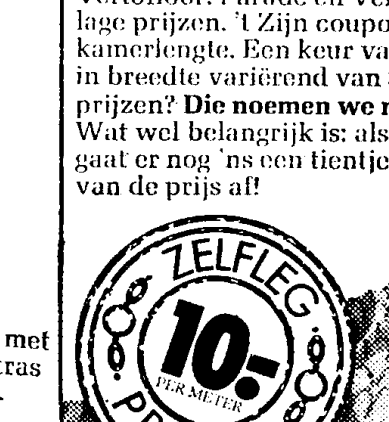 lage prijzen. 't Zijn coupo
kamerlengte. Een keur va
in breedte variërend van
prijzen? Die noemen we
Wat wel belangrijk is: als
gaat er nog 'ns een tientje
van de prijs af!
met
tras
ZELFLEG
10.-
PER METER